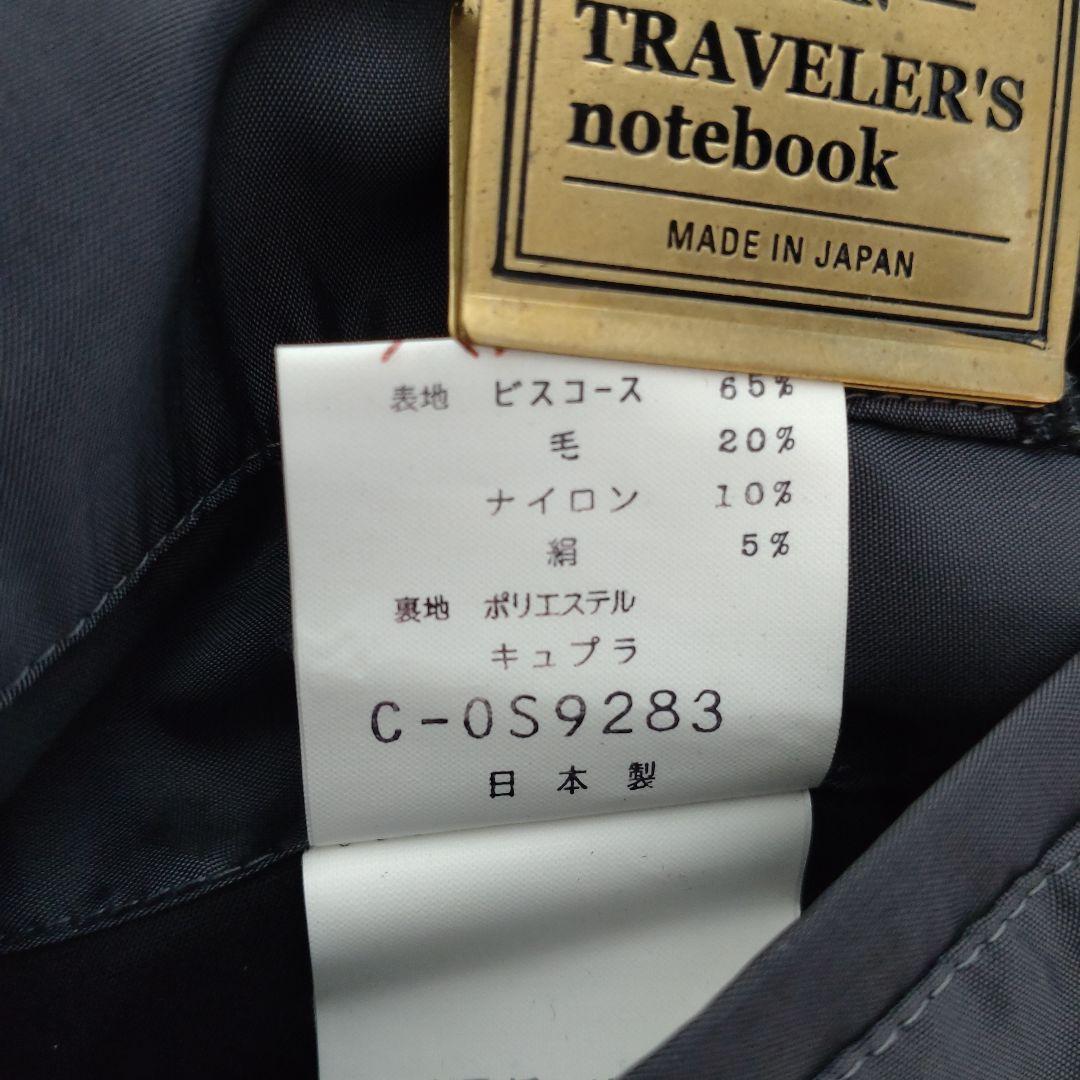 TRAVELER'S
notebook
MADE IN JAPAN
表地 ビスコース 65%
毛 20%
ナイロン 10%
絹 5%
裏地 ポリエステル
キュプラ
C-0S9283
日本製